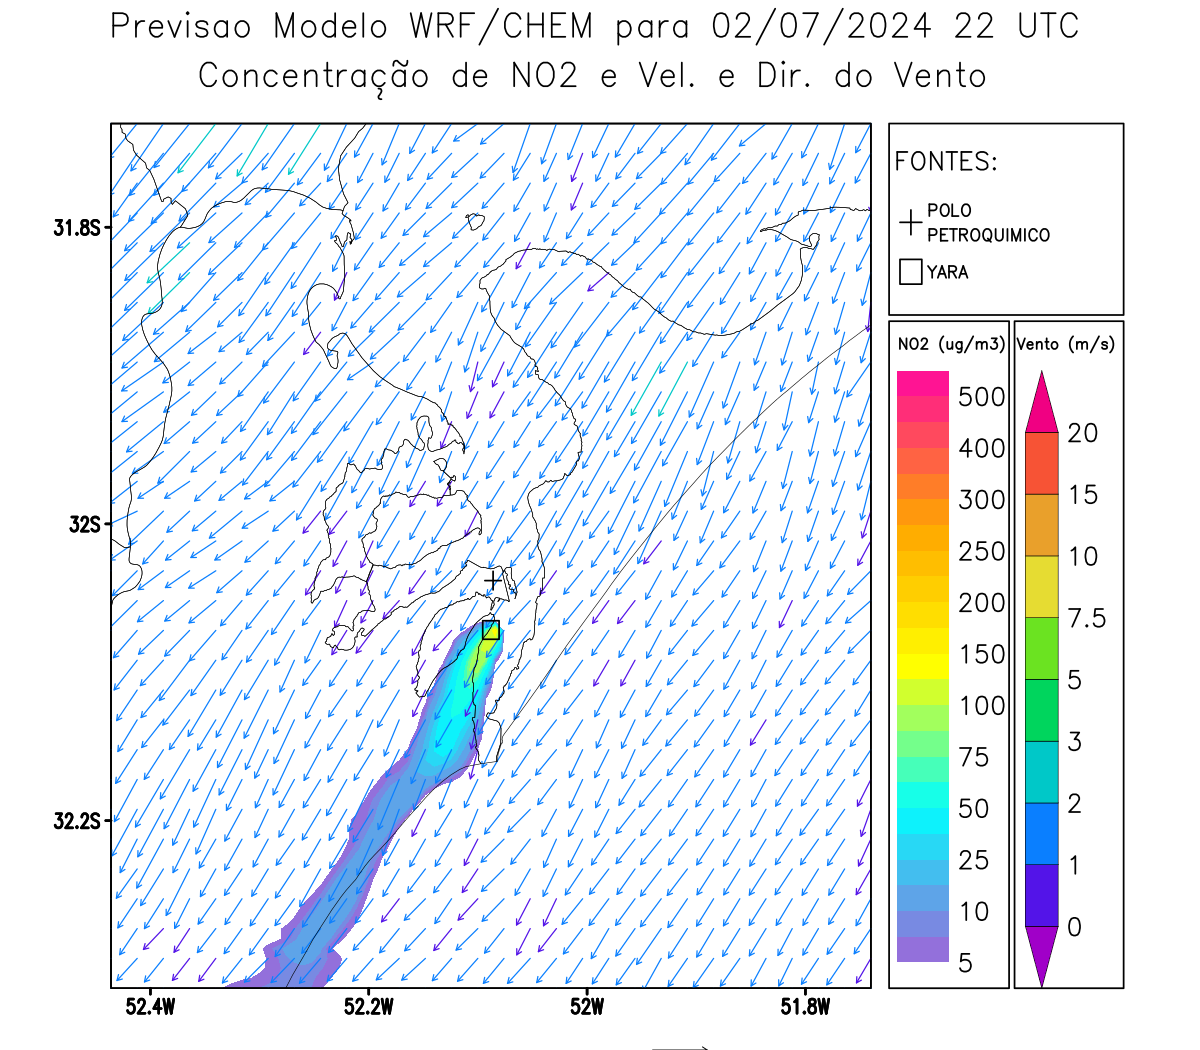 Previsao Modelo WRF/CHEM para 02/07/2024 22 UTC
Concentração de NO2 e Vel. e Dir. do Vento
FONTES:
POLO
PETROQUIMICO
YARA
NO2 (ug/m3)
500
400
300
250
200
150
100
75
50
25
10
5
Vento (m/s)
20
15
10
7.5
5
3
2
1
0
31.8S
32S
32.2S
52.4W
52.2W
52W
51.8W